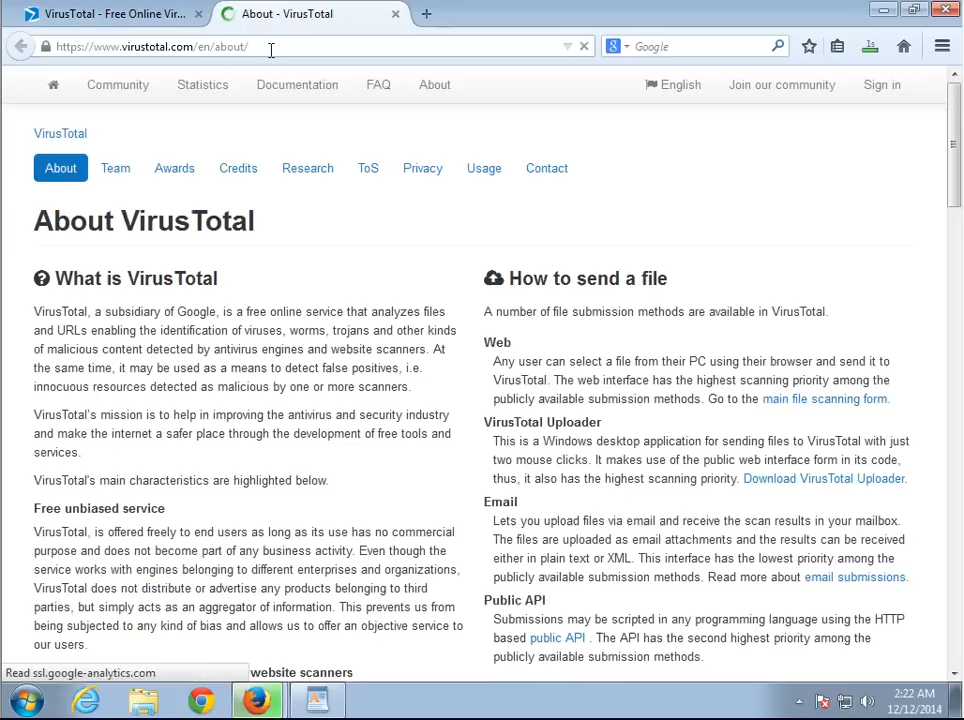 VirusTotal - Free Online Vir...
About - VirusTotal
https://www.virustotal.com/en/about/
Google
Community
Statistics
Documentation
FAQ
About
English
Join our community
Sign in
VirusTotal
About
Team
Awards
Credits
Research
ToS
Privacy
Usage
Contact
About VirusTotal
What is VirusTotal
VirusTotal, a subsidiary of Google, is a free online service that analyzes files
and URLs enabling the identification of viruses, worms, trojans and other kinds
of malicious content detected by antivirus engines and website scanners. At
the same time, it may be used as a means to detect false positives, i.e.
innocuous resources detected as malicious by one or more scanners.
VirusTotal's mission is to help in improving the antivirus and security industry
and make the internet a safer place through the development of free tools and
services.
VirusTotal's main characteristics are highlighted below.
Free unbiased service
VirusTotal, is offered freely to end users as long as its use has no commercial
purpose and does not become part of any business activity. Even though the
service works with engines belonging to different enterprises and organizations,
VirusTotal does not distribute or advertise any products belonging to third
parties, but simply acts as an aggregator of information. This prevents us from
being subjected to any kind of bias and allows us to offer an objective service to
our users.
website scanners
How to send a file
A number of file submission methods are available in VirusTotal.
Web
Any user can select a file from their PC using their browser and send it to
VirusTotal. The web interface has the highest scanning priority among the
publicly available submission methods. Go to the main file scanning form.
VirusTotal Uploader
This is a Windows desktop application for sending files to VirusTotal with just
two mouse clicks. It makes use of the public web interface form in its code,
thus, it also has the highest scanning priority. Download VirusTotal Uploader.
Email
Lets you upload files via email and receive the scan results in your mailbox.
The files are uploaded as email attachments and the results can be received
either in plain text or XML. This interface has the lowest priority among the
publicly available submission methods. Read more about email submissions.
Public API
Submissions may be scripted in any programming language using the HTTP
based public API . The API has the second highest priority among the
publicly available submission methods.
Read ssl.google-analytics.com
2:22 AM
12/12/2014